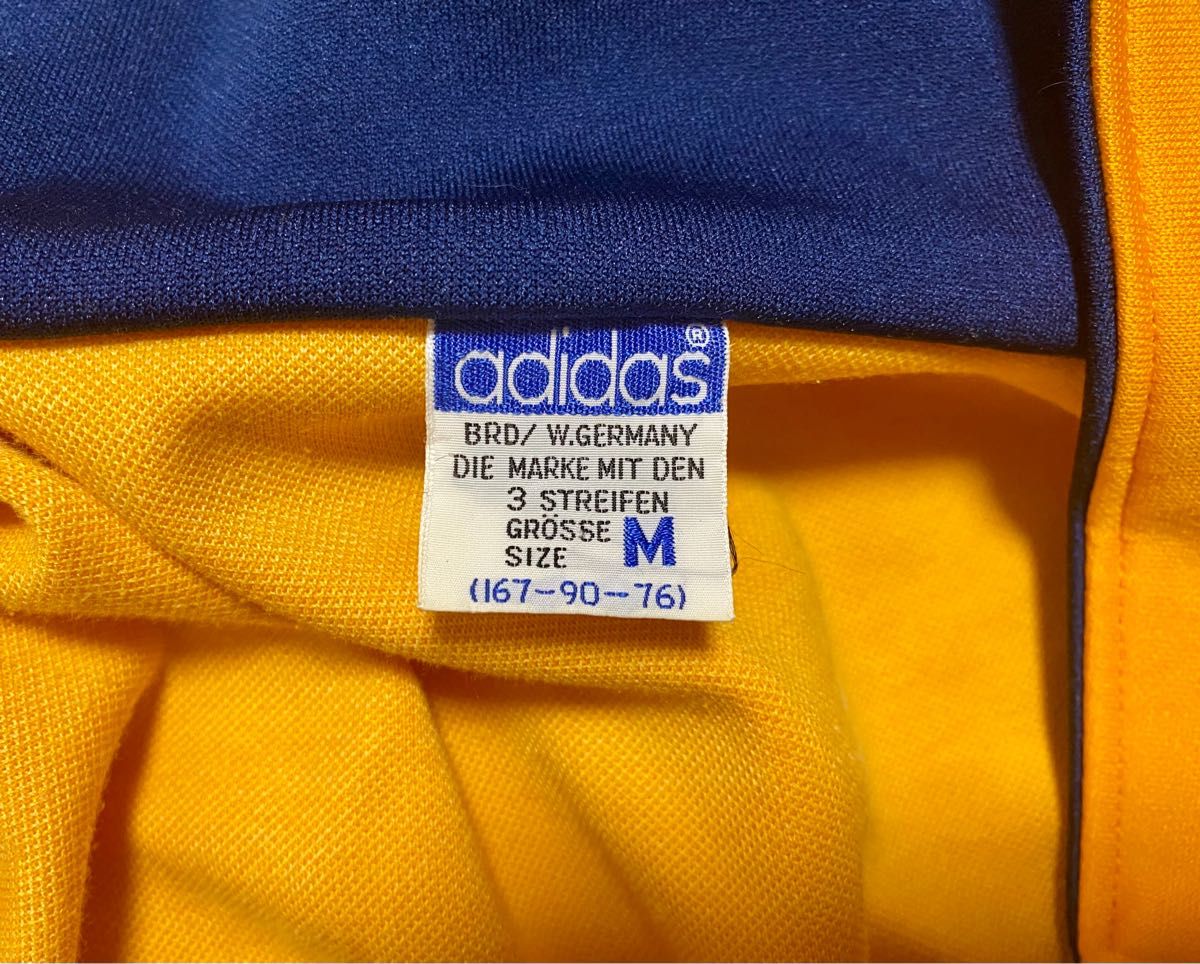 adidas®
BRD/ W.GERMANY
DIE MARKE MIT DEN
3 STREIFEN
GRÖSSE M
SIZE
(167-90--76)